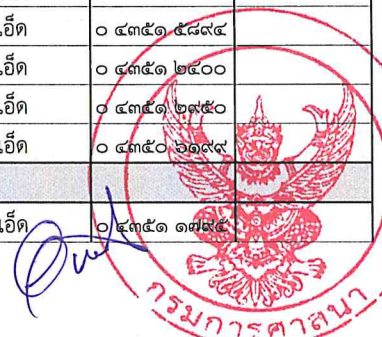 เอ็ด ๐ ๔๓๕๑ ๕๘๙๔
เอ็ด ๐ ๔๓๕๑ ๒๔๐๐
เอ็ด ๐ ๔๓๕๑ ๒๙๕๐
เอ็ด ๐ ๔๓๕๐ ๖๑๙๙
เอ็ด ๐ ๔๓๕๑ ๑๗๙๕
กรมการศาสนา